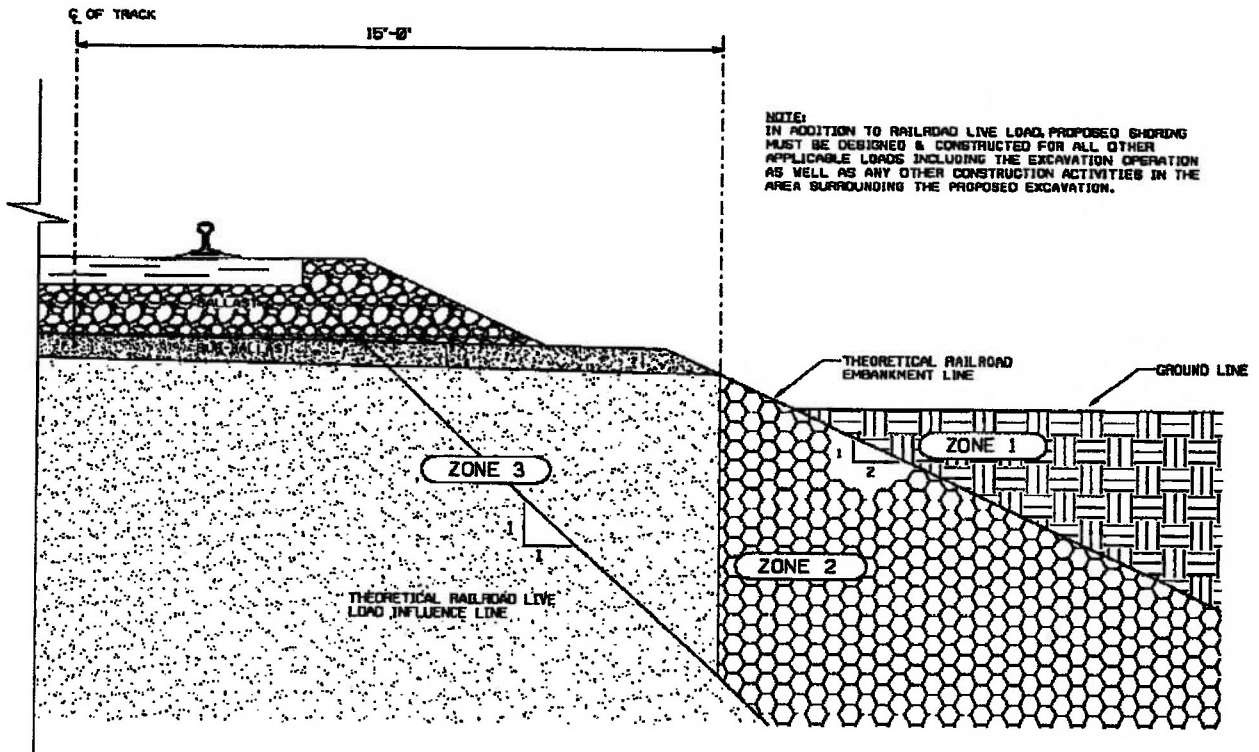 ℄ OF TRACK
15'-0"
NOTE:
IN ADDITION TO RAILROAD LIVE LOAD, PROPOSED SHORING
MUST BE DESIGNED & CONSTRUCTED FOR ALL OTHER
APPLICABLE LOADS INCLUDING THE EXCAVATION OPERATION
AS WELL AS ANY OTHER CONSTRUCTION ACTIVITIES IN THE
AREA SURROUNDING THE PROPOSED EXCAVATION.
BALLAST
SUB-BALLAST
THEORETICAL RAILROAD
EMBANKMENT LINE
GROUND LINE
ZONE 1
1
2
ZONE 3
1
1
ZONE 2
THEORETICAL RAILROAD LIVE
LOAD INFLUENCE LINE